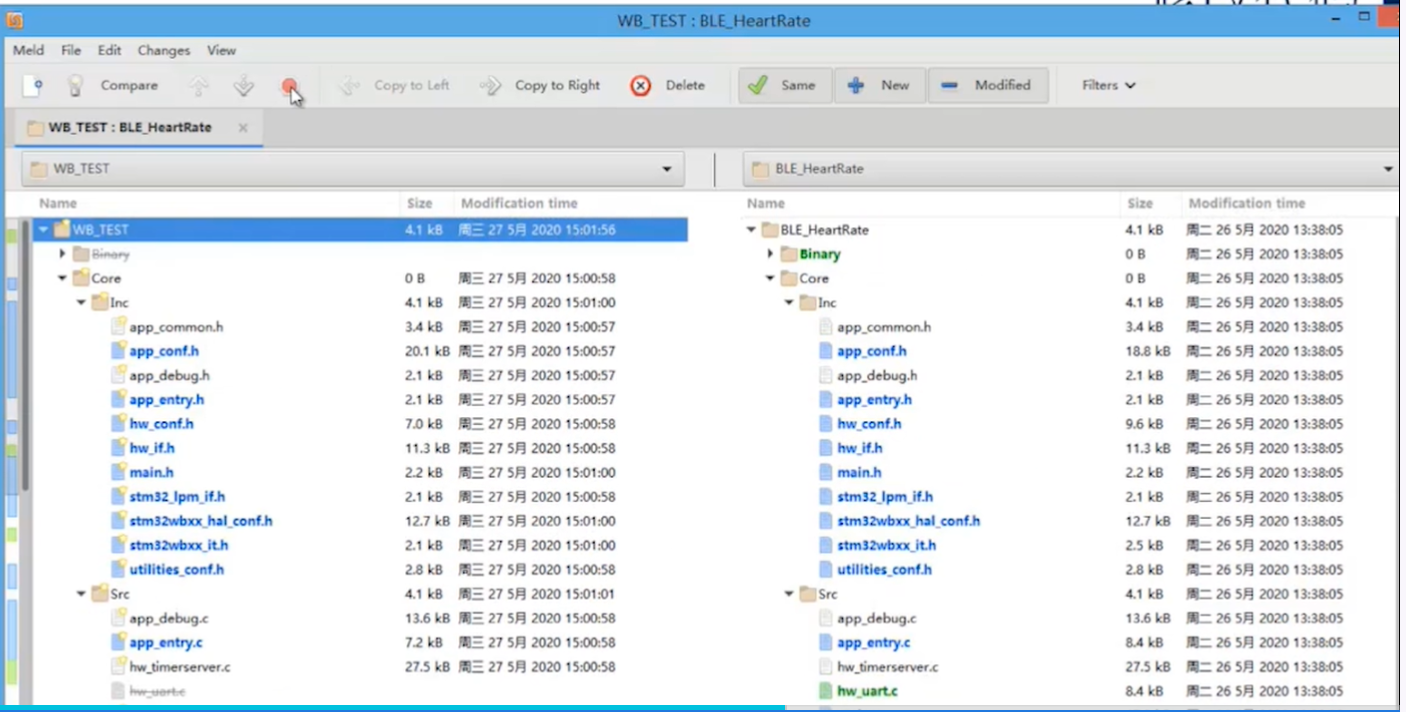 WB_TEST : BLE_HeartRate
Meld File Edit Changes View
Compare Copy to Left Copy to Right Delete Same New Modified Filters
WB_TEST : BLE_HeartRate
WB_TEST BLE_HeartRate
Name Size Modification time Name Size Modification time
WB_TEST 4.1 kB 周三 27 5月 2020 15:01:56 BLE_HeartRate 4.1 kB 周二 26 5月 2020 13:38:05
Binary Binary 0 B 周二 26 5月 2020 13:38:05
Core 0 B 周三 27 5月 2020 15:00:58 Core 0 B 周二 26 5月 2020 13:38:05
Inc 4.1 kB 周三 27 5月 2020 15:01:00 Inc 4.1 kB 周二 26 5月 2020 13:38:05
app_common.h 3.4 kB 周三 27 5月 2020 15:00:57 app_common.h 3.4 kB 周二 26 5月 2020 13:38:05
app_conf.h 20.1 kB 周三 27 5月 2020 15:00:57 app_conf.h 18.8 kB 周二 26 5月 2020 13:38:05
app_debug.h 2.1 kB 周三 27 5月 2020 15:00:57 app_debug.h 2.1 kB 周二 26 5月 2020 13:38:05
app_entry.h 2.1 kB 周三 27 5月 2020 15:00:57 app_entry.h 2.1 kB 周二 26 5月 2020 13:38:05
hw_conf.h 7.0 kB 周三 27 5月 2020 15:00:58 hw_conf.h 9.6 kB 周二 26 5月 2020 13:38:05
hw_if.h 11.3 kB 周三 27 5月 2020 15:00:58 hw_if.h 11.3 kB 周二 26 5月 2020 13:38:05
main.h 2.2 kB 周三 27 5月 2020 15:01:00 main.h 2.2 kB 周二 26 5月 2020 13:38:05
stm32_lpm_if.h 2.1 kB 周三 27 5月 2020 15:00:58 stm32_lpm_if.h 2.1 kB 周二 26 5月 2020 13:38:05
stm32wbxx_hal_conf.h 12.7 kB 周三 27 5月 2020 15:01:00 stm32wbxx_hal_conf.h 12.7 kB 周二 26 5月 2020 13:38:05
stm32wbxx_it.h 2.1 kB 周三 27 5月 2020 15:01:00 stm32wbxx_it.h 2.5 kB 周二 26 5月 2020 13:38:05
utilities_conf.h 2.8 kB 周三 27 5月 2020 15:00:58 utilities_conf.h 2.8 kB 周二 26 5月 2020 13:38:05
Src 4.1 kB 周三 27 5月 2020 15:01:01 Src 4.1 kB 周二 26 5月 2020 13:38:05
app_debug.c 13.6 kB 周三 27 5月 2020 15:00:58 app_debug.c 13.6 kB 周二 26 5月 2020 13:38:05
app_entry.c 7.2 kB 周三 27 5月 2020 15:00:58 app_entry.c 8.4 kB 周二 26 5月 2020 13:38:05
hw_timerserver.c 27.5 kB 周三 27 5月 2020 15:00:58 hw_timerserver.c 27.5 kB 周二 26 5月 2020 13:38:05
hw_uart.c hw_uart.c 8.4 kB 周二 26 5月 2020 13:38:05